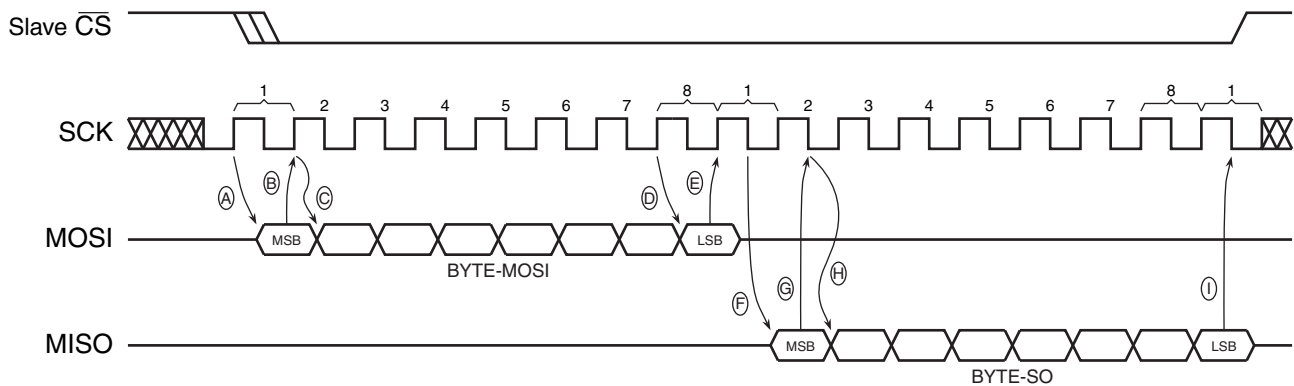 Slave C̅S̅
1 2 3 4 5 6 7 8 1 2 3 4 5 6 7 8 1
SCK
A B C D E
MOSI MSB LSB
BYTE-MOSI
F G H I
MISO MSB LSB
BYTE-SO